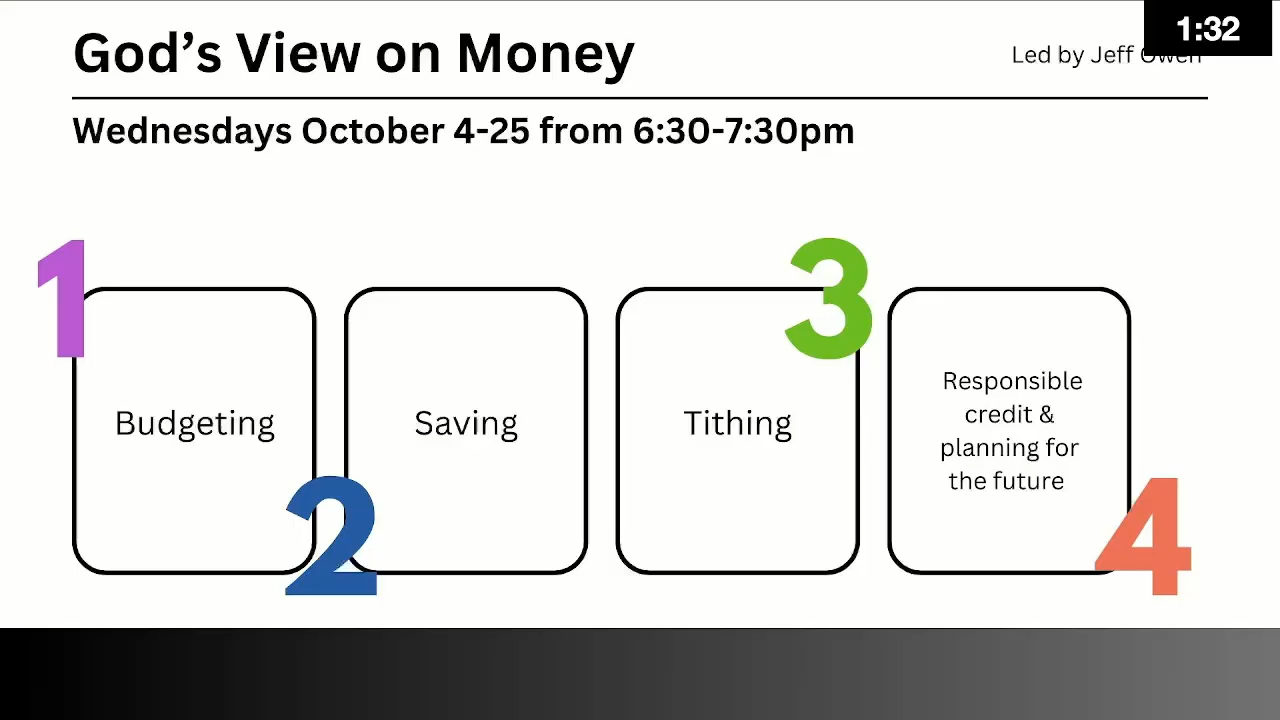 God's View on Money
1:32
Led by Jeff Owen
Wednesdays October 4-25 from 6:30-7:30pm
1
Budgeting
2
Saving
3
Tithing
Responsible
credit &
planning for
the future
4